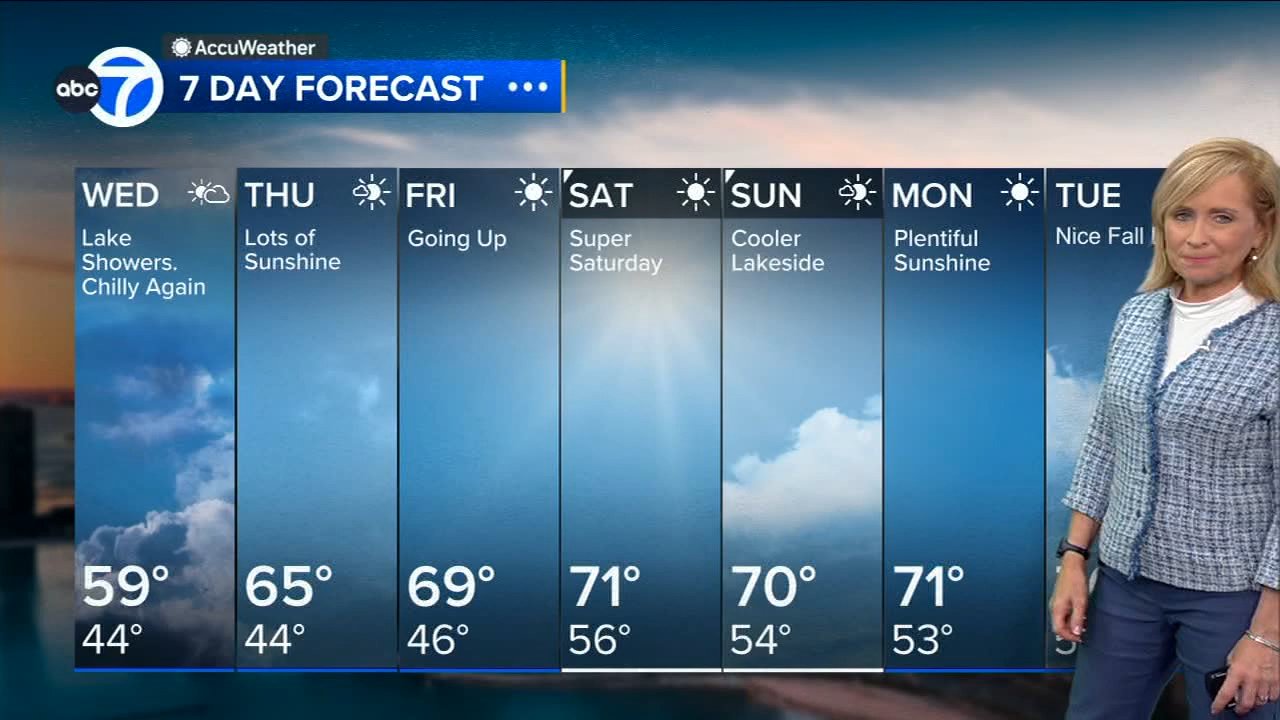 AccuWeather
abc 7
7 DAY FORECAST
WED
Lake
Showers.
Chilly Again
59°
44°
THU
Lots of
Sunshine
65°
44°
FRI
Going Up
69°
46°
SAT
Super
Saturday
71°
56°
SUN
Cooler
Lakeside
70°
54°
MON
Plentiful
Sunshine
71°
53°
TUE
Nice Fall